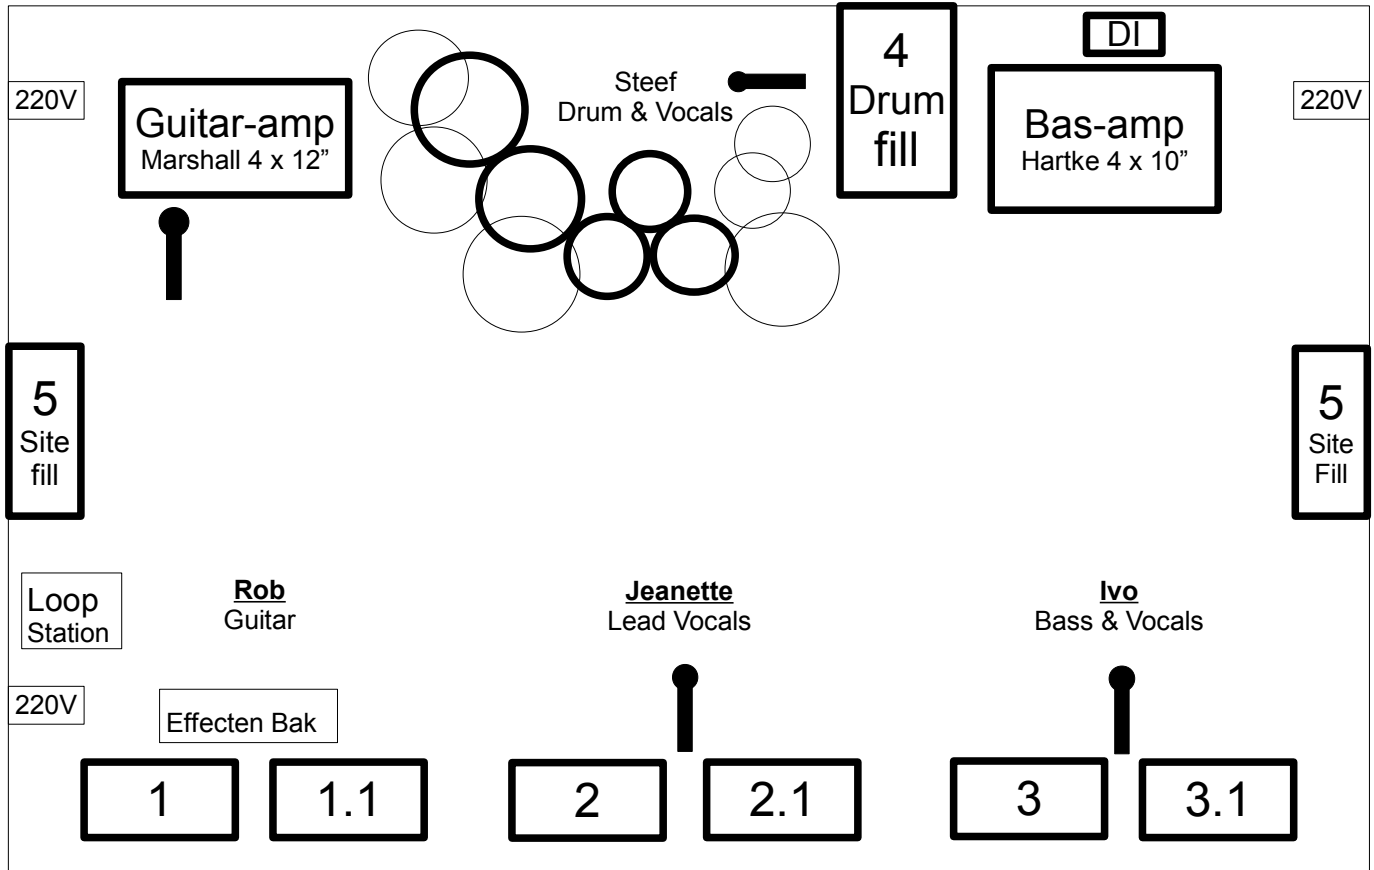 DI
4
Drum
fill
Steef
Drum & Vocals
220V
Guitar-amp
Marshall 4 x 12”
Bas-amp
Hartke 4 x 10”
220V
5
Site
fill
5
Site
Fill
Loop
Station
Rob
Guitar
Jeanette
Lead Vocals
Ivo
Bass & Vocals
220V
Effecten Bak
1
1.1
2
2.1
3
3.1